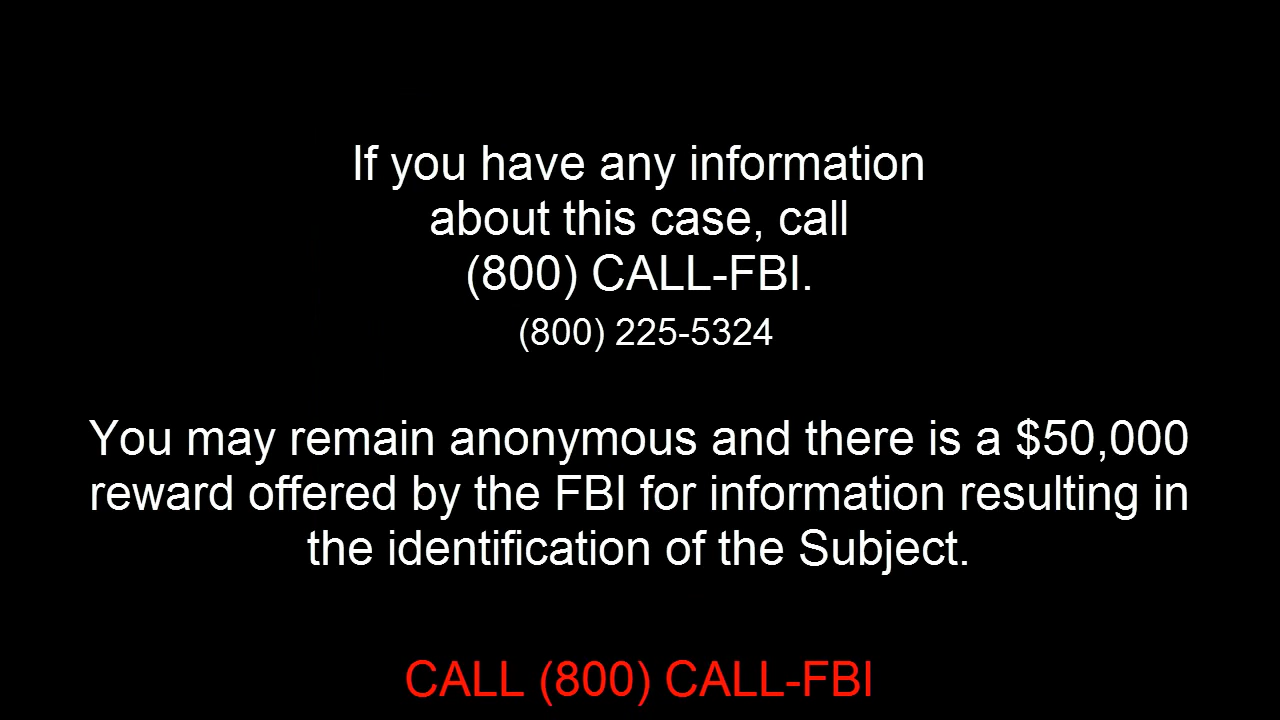 If you have any information
about this case, call
(800) CALL-FBI.
(800) 225-5324
You may remain anonymous and there is a $50,000
reward offered by the FBI for information resulting in
the identification of the Subject.
CALL (800) CALL-FBI